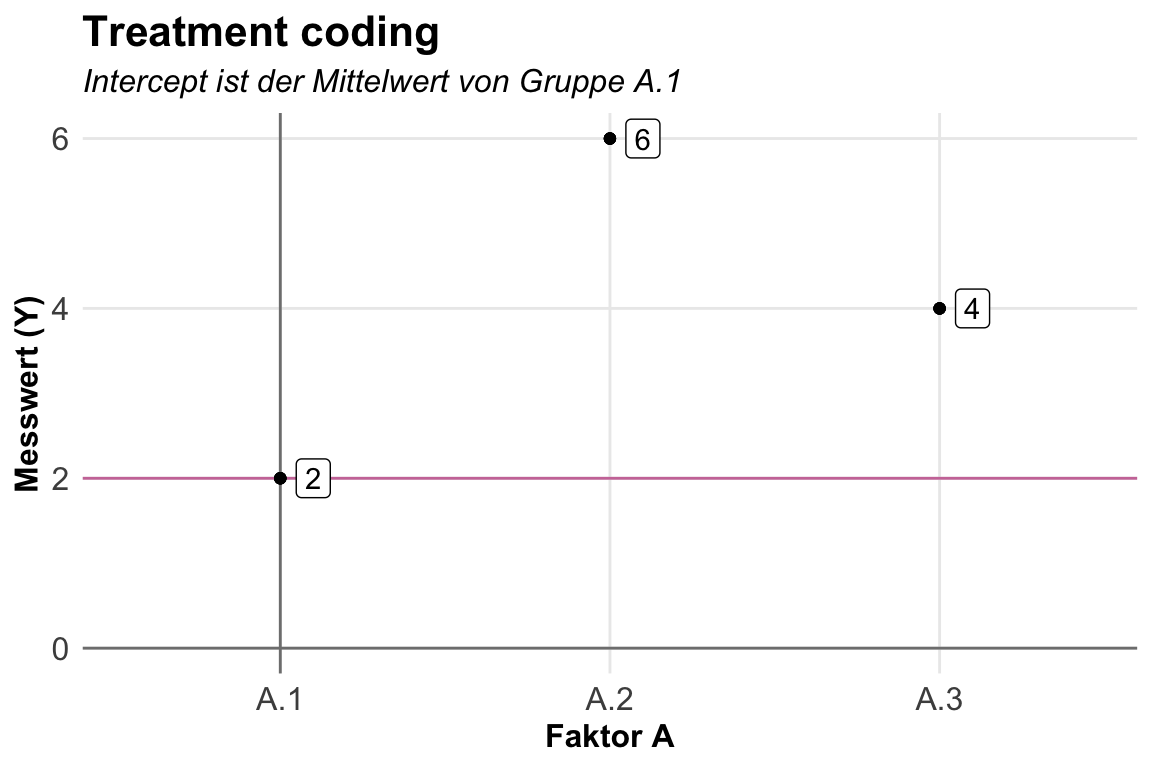 Treatment coding
Intercept ist der Mittelwert von Gruppe A.1
Messwert (Y)
6
4
2
0
6
4
2
A.1 A.2 A.3
Faktor A